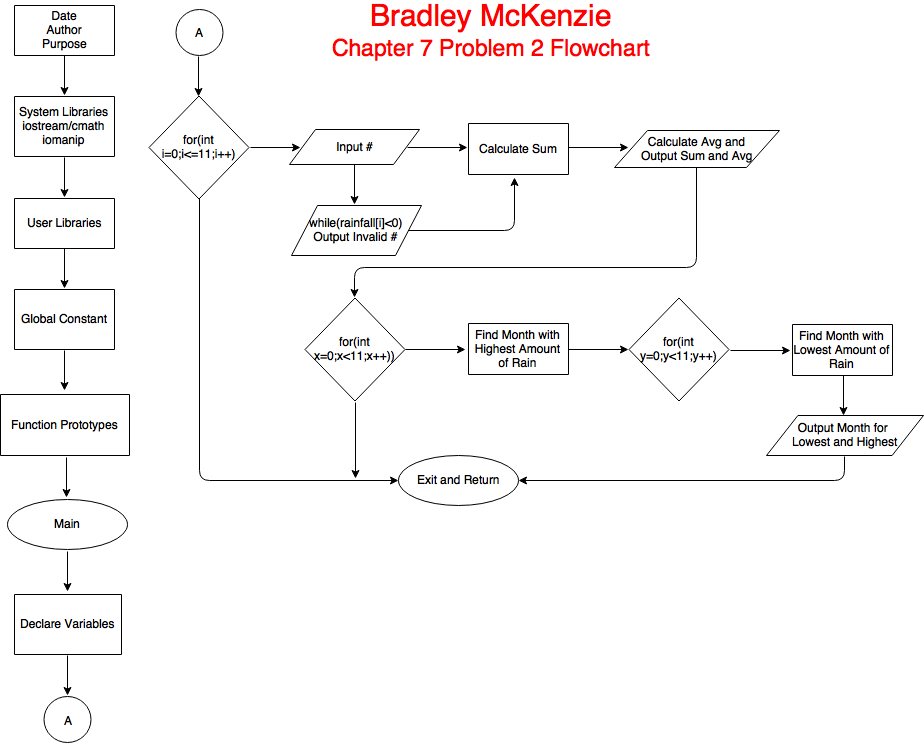 Bradley McKenzie
Chapter 7 Problem 2 Flowchart
Date
Author
Purpose
System Libraries
iostream/cmath
iomanip
User Libraries
Global Constant
Function Prototypes
Main
Declare Variables
A
A
for(int
i=0;i<=11;i++)
Input #
Calculate Sum
Calculate Avg and
Output Sum and Avg
while(rainfall[i]<0)
Output Invalid #
for(int
x=0;x<11;x++))
Find Month with
Highest Amount
of Rain
for(int
y=0;y<11;y++)
Find Month with
Lowest Amount of
Rain
Output Month for
Lowest and Highest
Exit and Return